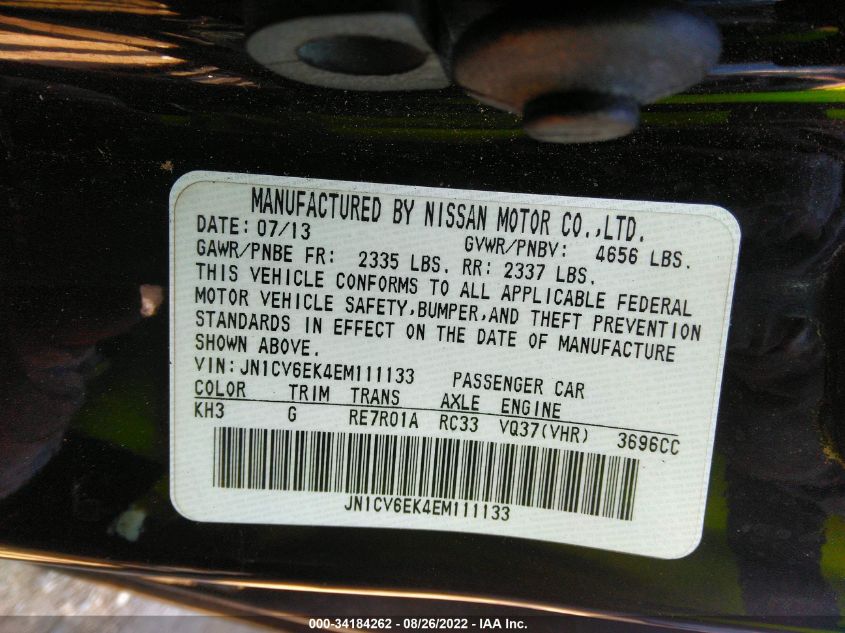 MANUFACTURED BY NISSAN MOTOR CO.,LTD.
DATE: 07/13 GVWR/PNBV: 4656 LBS.
GAWR/PNBE FR: 2335 LBS. RR: 2337 LBS.
THIS VEHICLE CONFORMS TO ALL APPLICABLE FEDERAL
MOTOR VEHICLE SAFETY,BUMPER,AND THEFT PREVENTION
STANDARDS IN EFFECT ON THE DATE OF MANUFACTURE
SHOWN ABOVE.
VIN:JN1CV6EK4EM111133 PASSENGER CAR
COLOR TRIM TRANS AXLE ENGINE
KH3 G RE7R01A RC33 VQ37(VHR) 3696CC
JN1CV6EK4EM111133
000-34184262 - 08/26/2022 - IAA Inc.